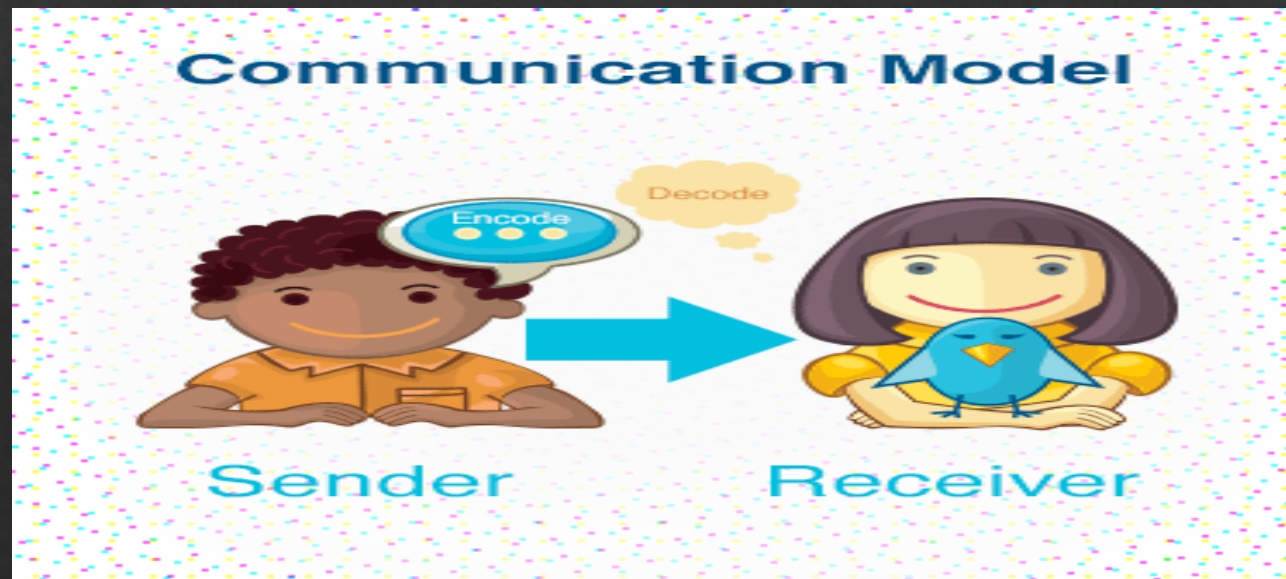 Communication Model
Decode
Encode
Sender
Receiver